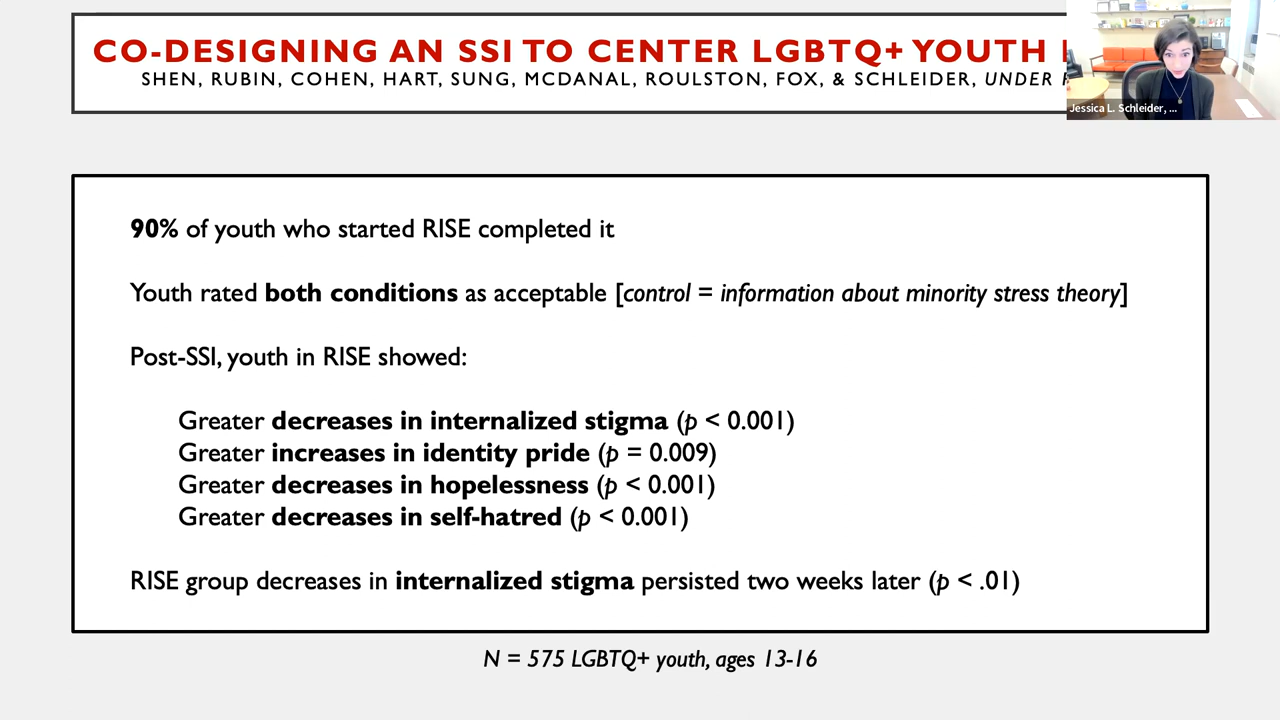 CO-DESIGNING AN SSI TO CENTER LGBTQ+ YOUTH
SHEN, RUBIN, COHEN, HART, SUNG, MCDANAL, ROULSTON, FOX, & SCHLEIDER, UNDER
Jessica L. Schleider, ...
90% of youth who started RISE completed it
Youth rated both conditions as acceptable [control = information about minority stress theory]
Post-SSI, youth in RISE showed:
Greater decreases in internalized stigma (p < 0.001)
Greater increases in identity pride (p = 0.009)
Greater decreases in hopelessness (p < 0.001)
Greater decreases in self-hatred (p < 0.001)
RISE group decreases in internalized stigma persisted two weeks later (p < .01)
N = 575 LGBTQ+ youth, ages 13-16